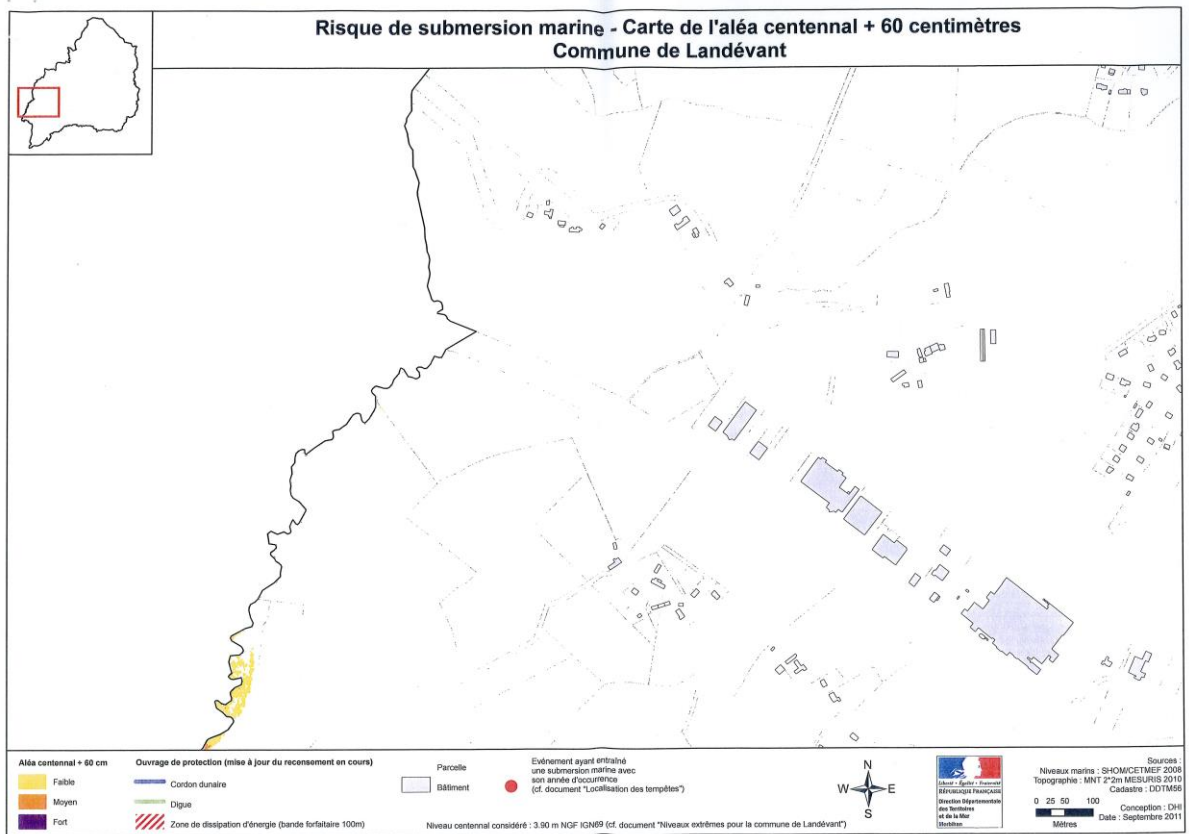 Risque de submersion marine - Carte de l'aléa centennal + 60 centimètres
Commune de Landévant
Aléa centennal + 60 cm
Faible
Moyen
Fort
Ouvrage de protection (mise à jour du recensement en cours)
Cordon dunaire
Digue
Zone de dissipation d'énergie (bande forfaitaire 100m)
Parcelle
Bâtiment
Evénement ayant entraîné
une submersion marine avec
son année d'occurrence
(cf. document "Localisation des tempêtes")
Niveau centennal considéré : 3.90 m NGF IGN69 (cf. document "Niveaux extrêmes pour la commune de Landévant")
N
W
E
S
Liberté • Égalité • Fraternité
RÉPUBLIQUE FRANÇAISE
Direction Départementale
des Territoires
et de la Mer
Morbihan
Sources :
Niveaux marins : SHOM/CETMEF 2008
Topographie : MNT 2*2m MESURIS 2010
Cadastre : DDTM56
0 25 50 100
Mètres
Conception : DHI
Date : Septembre 2011